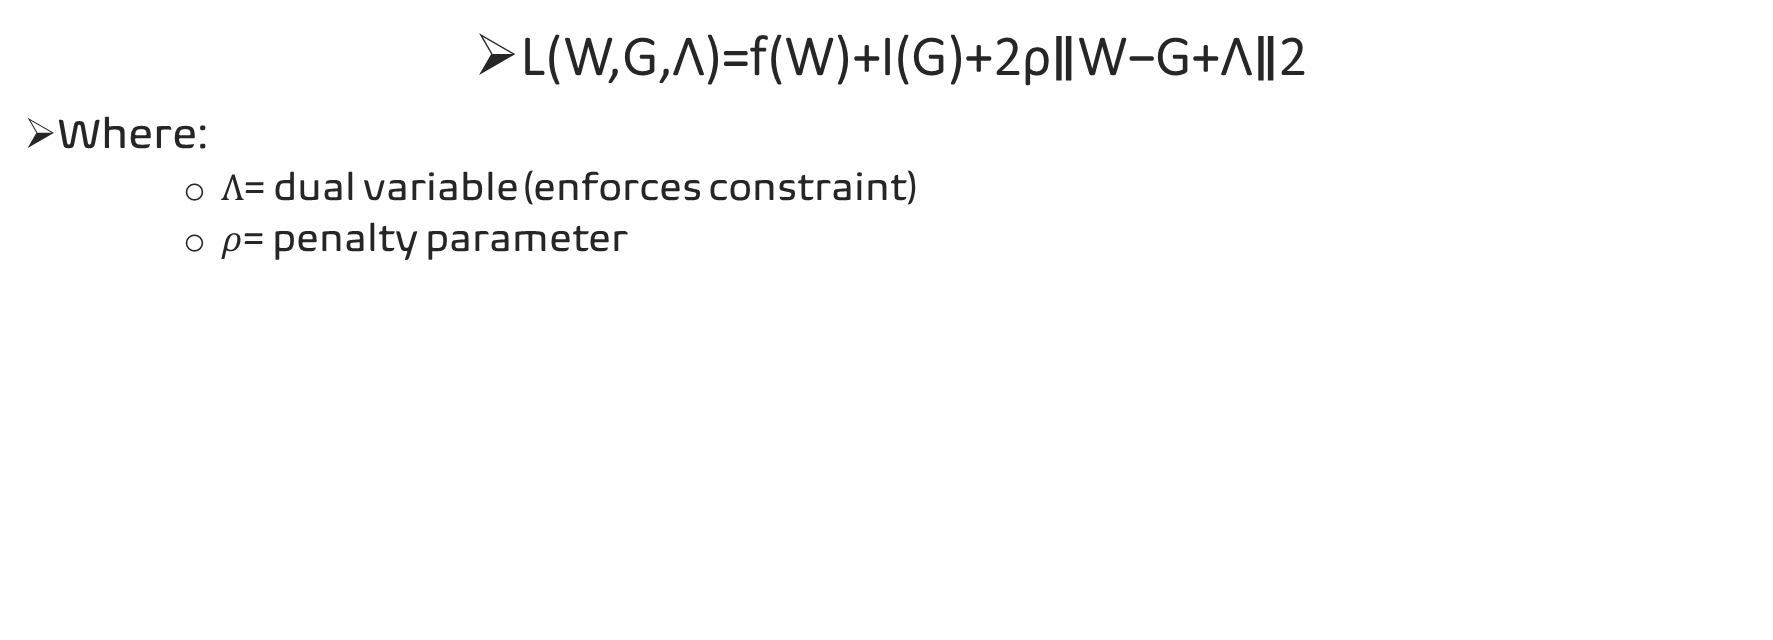 ➢L(W,G,Λ)=f(W)+I(G)+2ρ∥W−G+Λ∥2
➢Where:
○ Λ= dual variable (enforces constraint)
○ ρ= penalty parameter